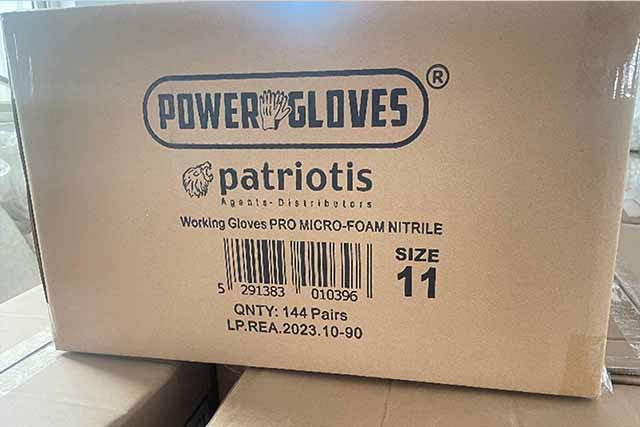 POWER GLOVES ®
patriotis
Agents-Distributors
Working Gloves PRO MICRO-FOAM NITRILE
SIZE
11
5 291383 010396
QNTY: 144 Pairs
LP.REA.2023.10-90